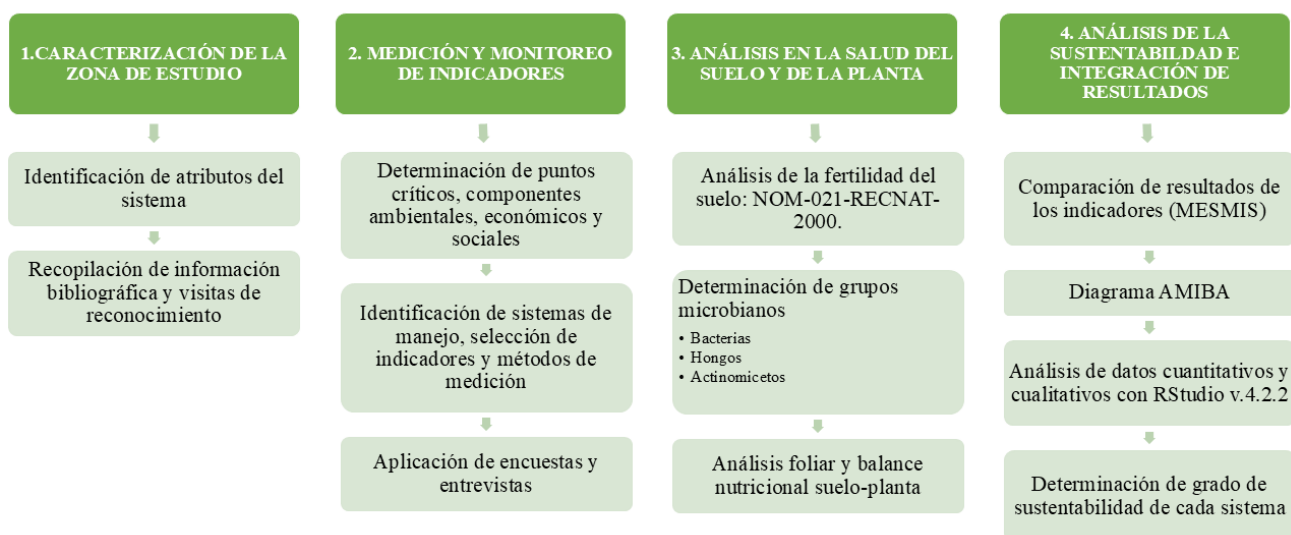 1.CARACTERIZACIÓN DE LA
ZONA DE ESTUDIO
Identificación de atributos del
sistema
Recopilación de información
bibliográfica y visitas de
reconocimiento
2. MEDICIÓN Y MONITOREO
DE INDICADORES
Determinación de puntos
críticos, componentes
ambientales, económicos y
sociales
Identificación de sistemas de
manejo, selección de
indicadores y métodos de
medición
Aplicación de encuestas y
entrevistas
3. ANÁLISIS EN LA SALUD DEL
SUELO Y DE LA PLANTA
Análisis de la fertilidad del
suelo: NOM-021-RECNAT-
2000.
Determinación de grupos
microbianos
• Bacterias
• Hongos
• Actinomicetos
Análisis foliar y balance
nutricional suelo-planta
4. ANÁLISIS DE LA
SUSTENTABILDAD E
INTEGRACIÓN DE
RESULTADOS
Comparación de resultados de
los indicadores (MESMIS)
Diagrama AMIBA
Análisis de datos cuantitativos y
cualitativos con RStudio v.4.2.2
Determinación de grado de
sustentabilidad de cada sistema